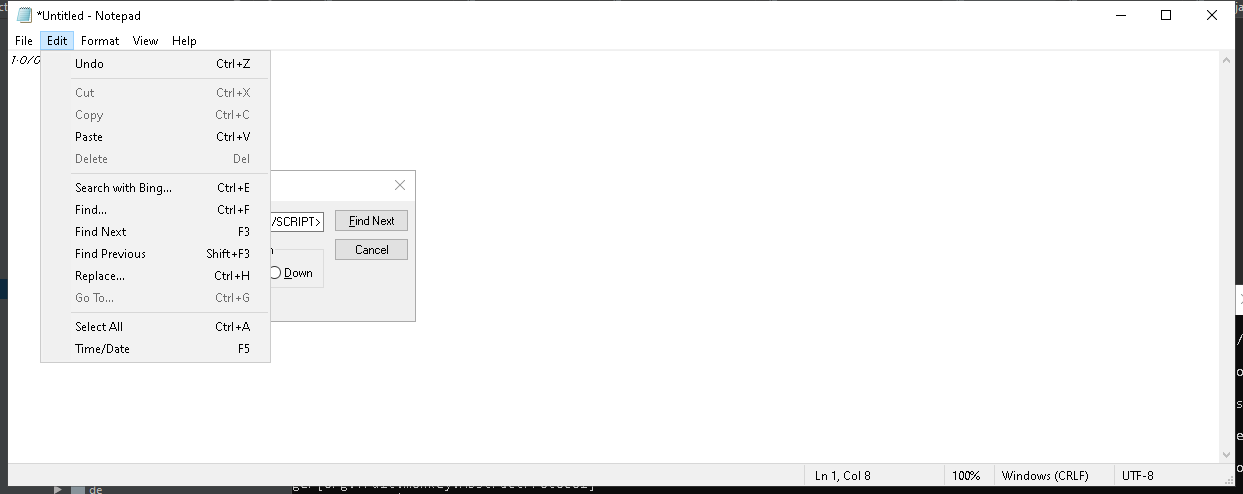 *Untitled - Notepad
File Edit Format View Help
Undo Ctrl+Z
Cut Ctrl+X
Copy Ctrl+C
Paste Ctrl+V
Delete Del
Search with Bing... Ctrl+E
Find... Ctrl+F
Find Next F3
Find Previous Shift+F3
Replace... Ctrl+H
Go To... Ctrl+G
Select All Ctrl+A
Time/Date F5
/SCRIPT> Find Next
Cancel
Down
Ln 1, Col 8 100% Windows (CRLF) UTF-8
de